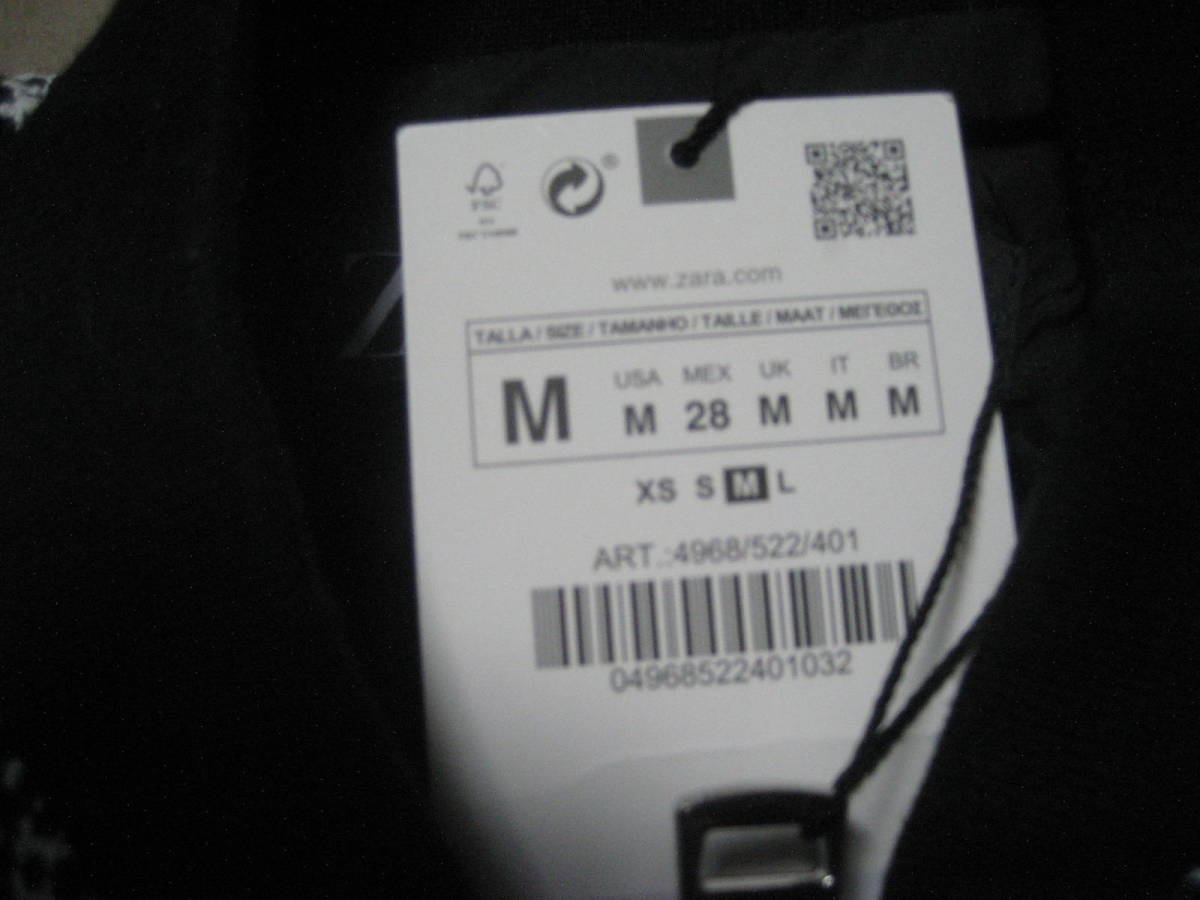 FSC
®
www.zara.com
TALLA / SIZE / TAMANHO / TAILLE / MAAT / ΜΕΓΕΘΟΣ
M
USA MEX UK IT BR
M 28 M M M
XS S M L
ART.:4968/522/401
04968522401032